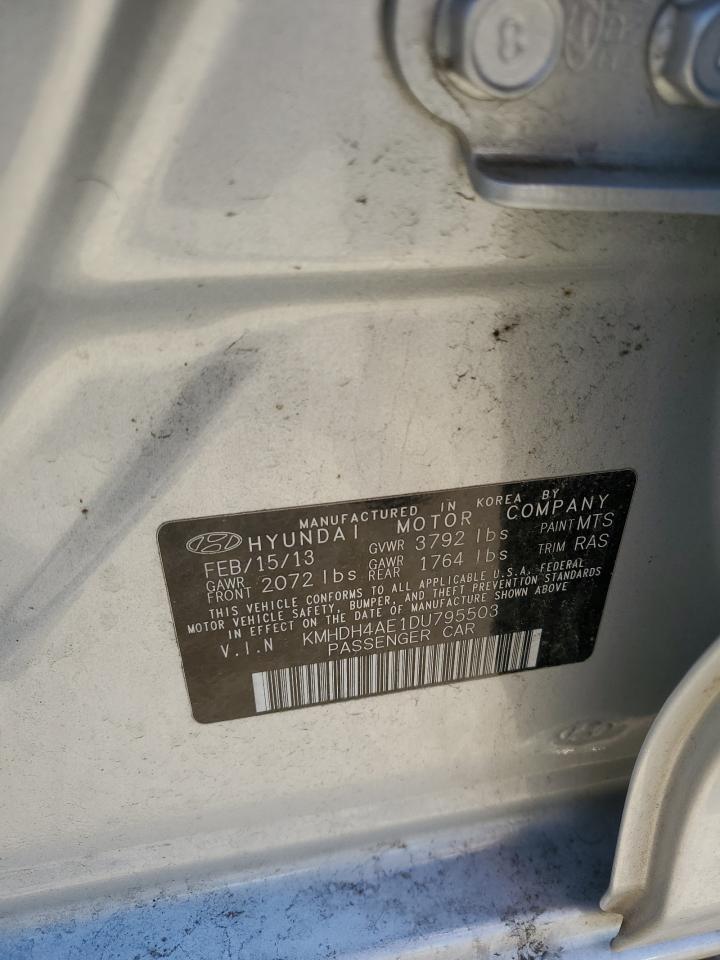 8
MANUFACTURED IN KOREA BY
HYUNDAI MOTOR COMPANY
FEB/15/13 GVWR 3792 lbs PAINT MTS
GAWR FRONT 2072 lbs GAWR REAR 1764 lbs TRIM RAS
THIS VEHICLE CONFORMS TO ALL APPLICABLE U.S.A. FEDERAL
MOTOR VEHICLE SAFETY, BUMPER, AND THEFT PREVENTION STANDARDS
IN EFFECT ON THE DATE OF MANUFACTURE SHOWN ABOVE
V.I.N KMHDH4AE1DU795503
PASSENGER CAR